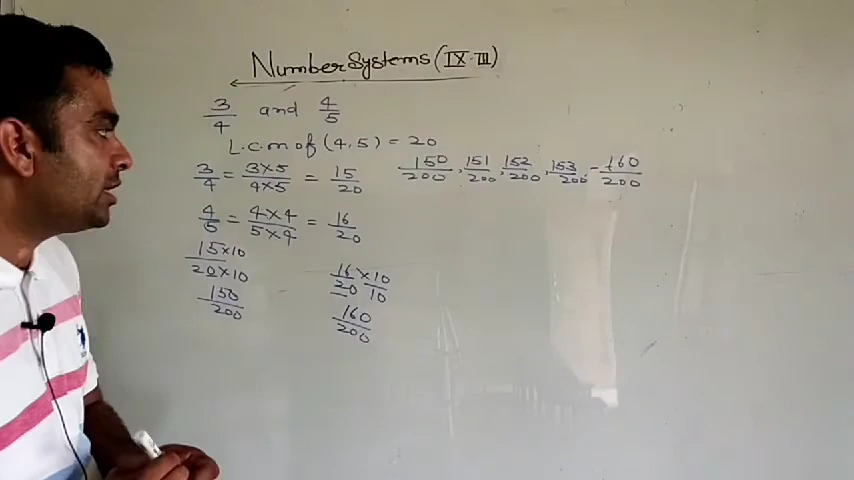 Number Systems (IX-III)
3/4 and 4/5
L.C.m of (4,5) = 20
3/4 = 3×5/4×5 = 15/20
150/200, 151/200, 152/200, 153/200, - 160/200
4/5 = 4×4/5×4 = 16/20
15×10/20×10
16/20 × 10/10
150/200
160/200